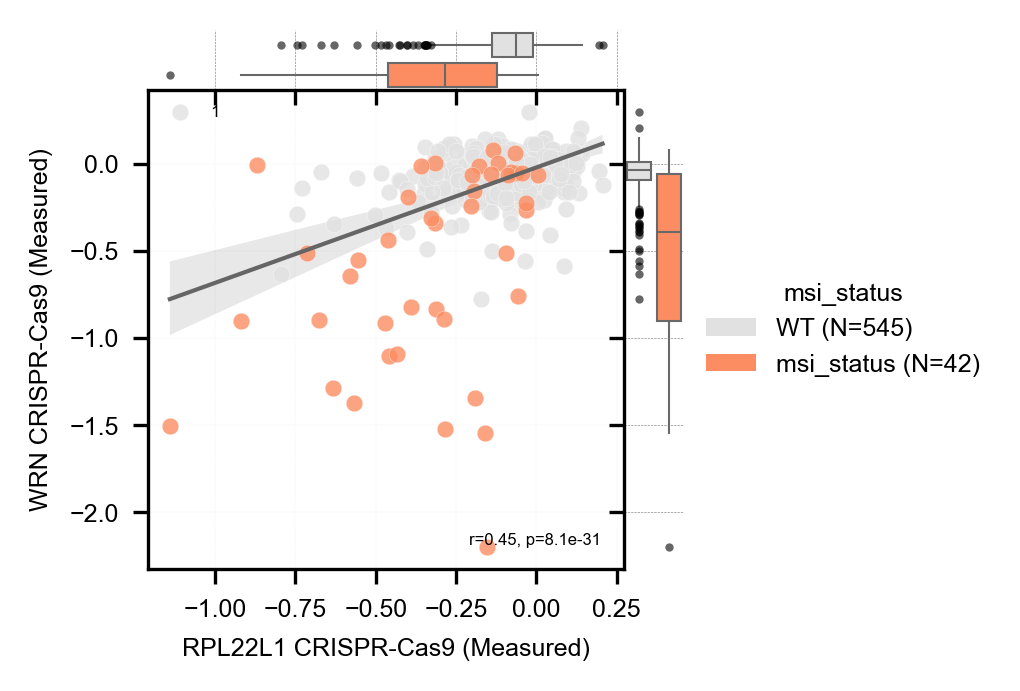 1
0.0
−0.5
−1.0
−1.5
−2.0
WRN CRISPR-Cas9 (Measured)
r=0.45, p=8.1e-31
−1.00 −0.75 −0.50 −0.25 0.00 0.25
RPL22L1 CRISPR-Cas9 (Measured)
msi_status
WT (N=545)
msi_status (N=42)